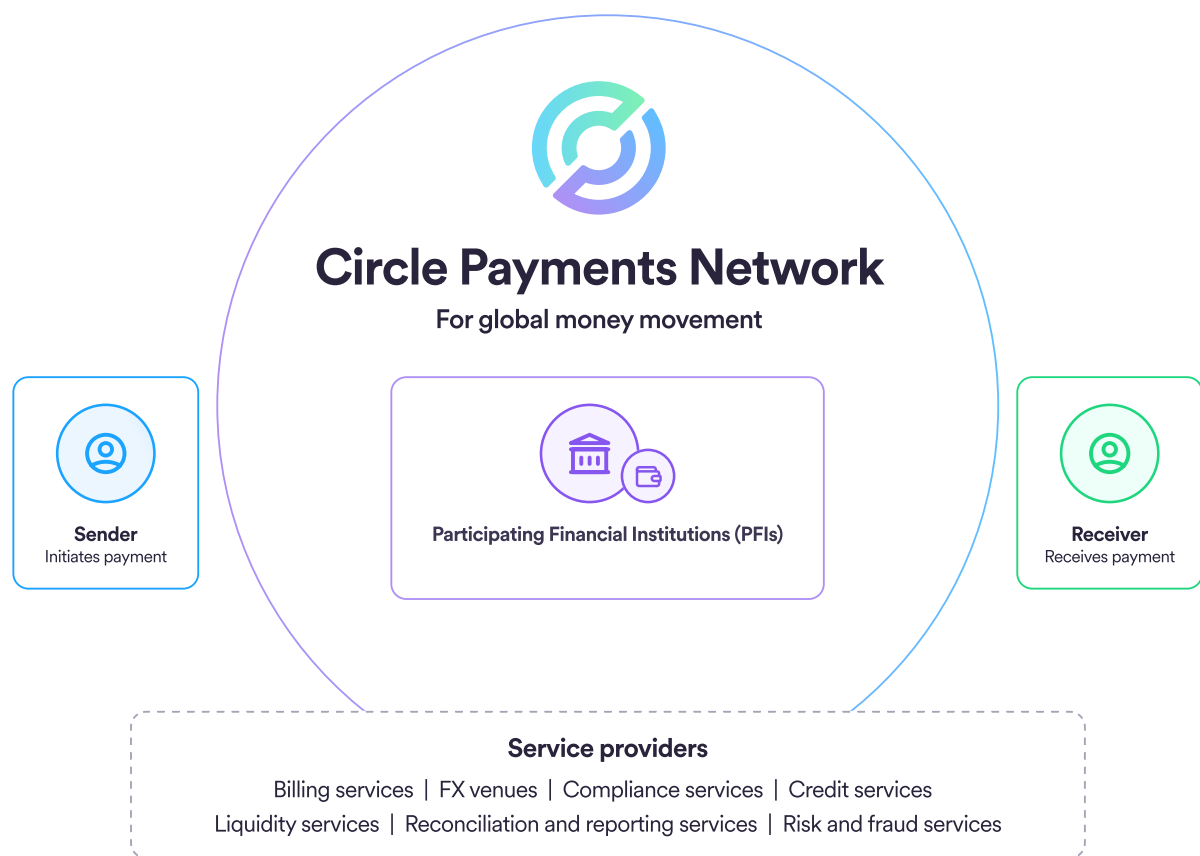 Circle Payments Network
For global money movement
Sender
Initiates payment
Participating Financial Institutions (PFIs)
Receiver
Receives payment
Service providers
Billing services | FX venues | Compliance services | Credit services
Liquidity services | Reconciliation and reporting services | Risk and fraud services